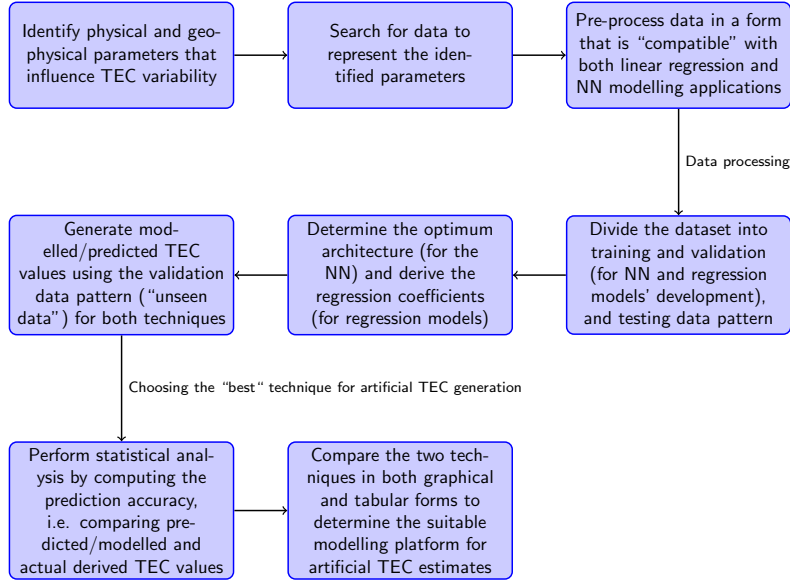 Identify physical and geo-
physical parameters that
influence TEC variability
Search for data to
represent the iden-
tified parameters
Pre-process data in a form
that is “compatible” with
both linear regression and
NN modelling applications
Data processing
Divide the dataset into
training and validation
(for NN and regression
models’ development),
and testing data pattern
Determine the optimum
architecture (for the
NN) and derive the
regression coefficients
(for regression models)
Generate mod-
elled/predicted TEC
values using the validation
data pattern (“unseen
data”) for both techniques
Choosing the “best“ technique for artificial TEC generation
Perform statistical anal-
ysis by computing the
prediction accuracy,
i.e. comparing pre-
dicted/modelled and
actual derived TEC values
Compare the two tech-
niques in both graphical
and tabular forms to
determine the suitable
modelling platform for
artificial TEC estimates